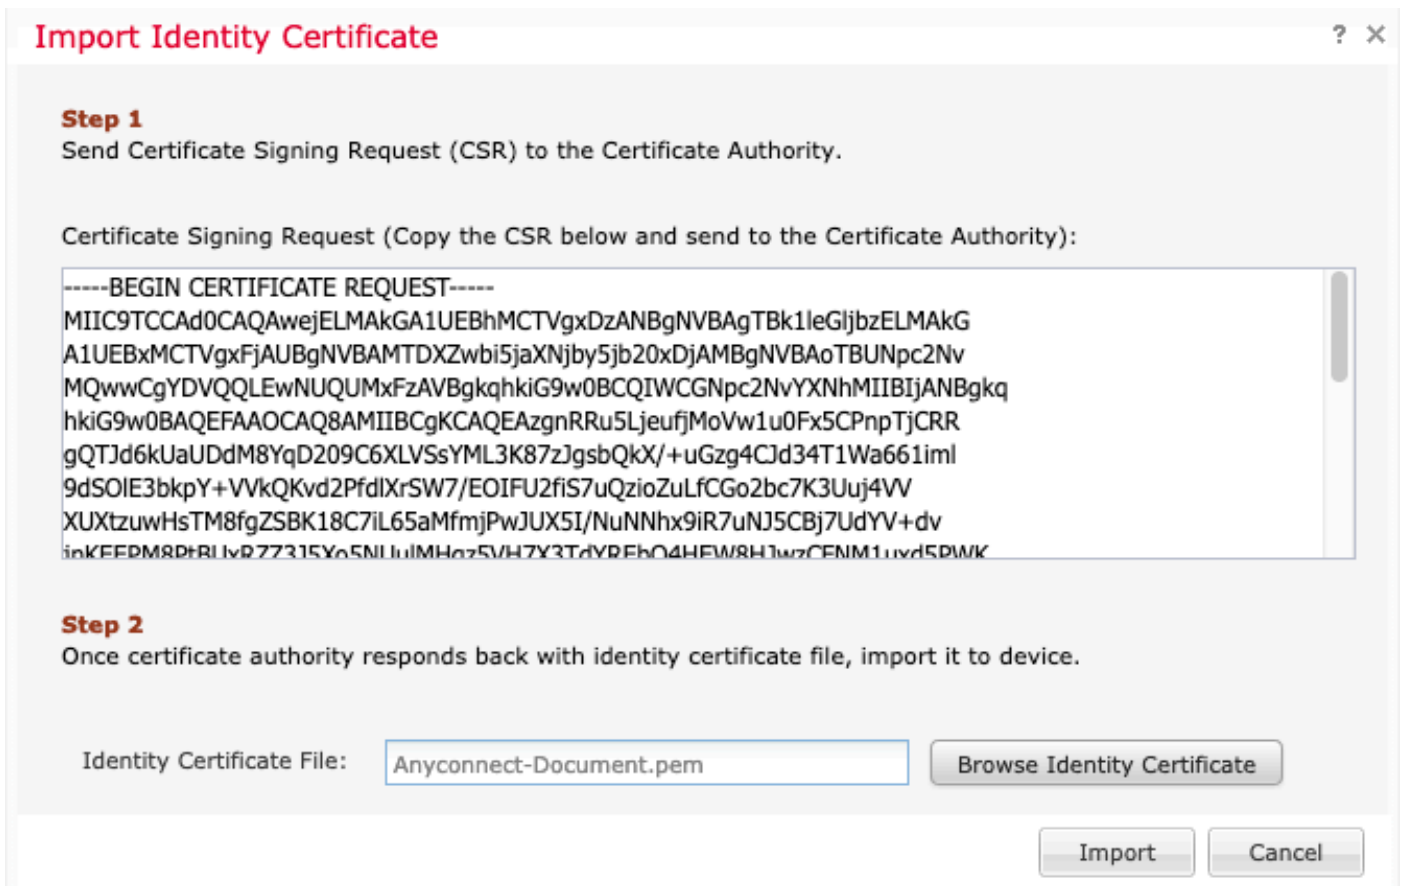 Import Identity Certificate
?
Step 1
Send Certificate Signing Request (CSR) to the Certificate Authority.
Certificate Signing Request (Copy the CSR below and send to the Certificate Authority):
-----BEGIN CERTIFICATE REQUEST-----
MIIC9TCCAd0CAQAwejELMAkGA1UEBhMCTVgxDzANBgNVBAgTBk1leGljbzELMAkG
A1UEBxMCTVgxFjAUBgNVBAMTDXZwbi5jaXNjby5jb20xDjAMBgNVBAoTBUNpc2Nv
MQwwCgYDVQQLEwNUQUMxFzAVBgkqhkiG9w0BCQIWCGNpc2NvYXNhMIIBIjANBgkq
hkiG9w0BAQEFAAOCAQ8AMIIBCgKCAQEAzgnRRu5LjeufjMoVw1u0Fx5CPnpTjCRR
gQTJd6kUaUDdM8YqD209C6XLVSsYML3K87zJgsbQkX/+uGzg4CJd34T1Wa661iml
9dSOlE3bkpY+VVkQKvd2PfdlXrSW7/EOIFU2fiS7uQzioZuLfCGo2bc7K3Uuj4VV
XUXtzuwHsTM8fgZSBK18C7iL65aMfmjPwJUX5I/NuNNhx9iR7uNJ5CBj7UdYV+dv
Step 2
Once certificate authority responds back with identity certificate file, import it to device.
Identity Certificate File:
Anyconnect-Document.pem
Browse Identity Certificate
Import
Cancel